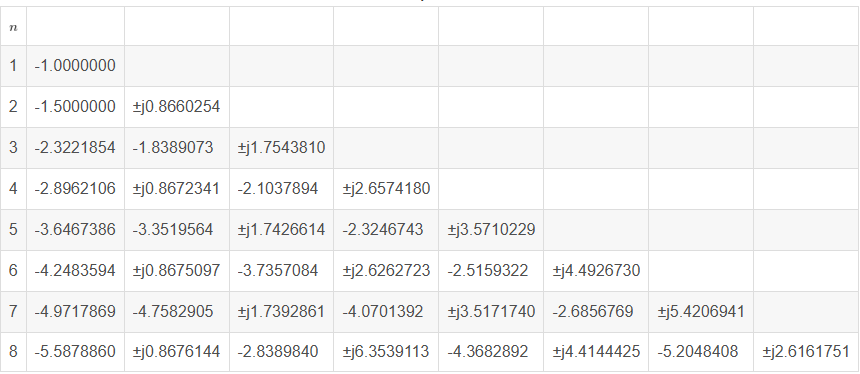 n
1 -1.0000000
2 -1.5000000 ±j0.8660254
3 -2.3221854 -1.8389073 ±j1.7543810
4 -2.8962106 ±j0.8672341 -2.1037894 ±j2.6574180
5 -3.6467386 -3.3519564 ±j1.7426614 -2.3246743 ±j3.5710229
6 -4.2483594 ±j0.8675097 -3.7357084 ±j2.6262723 -2.5159322 ±j4.4926730
7 -4.9717869 -4.7582905 ±j1.7392861 -4.0701392 ±j3.5171740 -2.6856769 ±j5.4206941
8 -5.5878860 ±j0.8676144 -2.8389840 ±j6.3539113 -4.3682892 ±j4.4144425 -5.2048408 ±j2.6161751